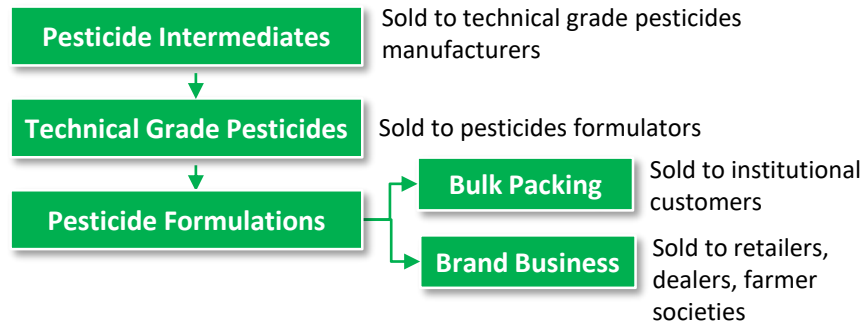 Pesticide Intermediates
Sold to technical grade pesticides
manufacturers
Technical Grade Pesticides
Sold to pesticides formulators
Pesticide Formulations
Bulk Packing
Sold to institutional
customers
Brand Business
Sold to retailers,
dealers, farmer
societies